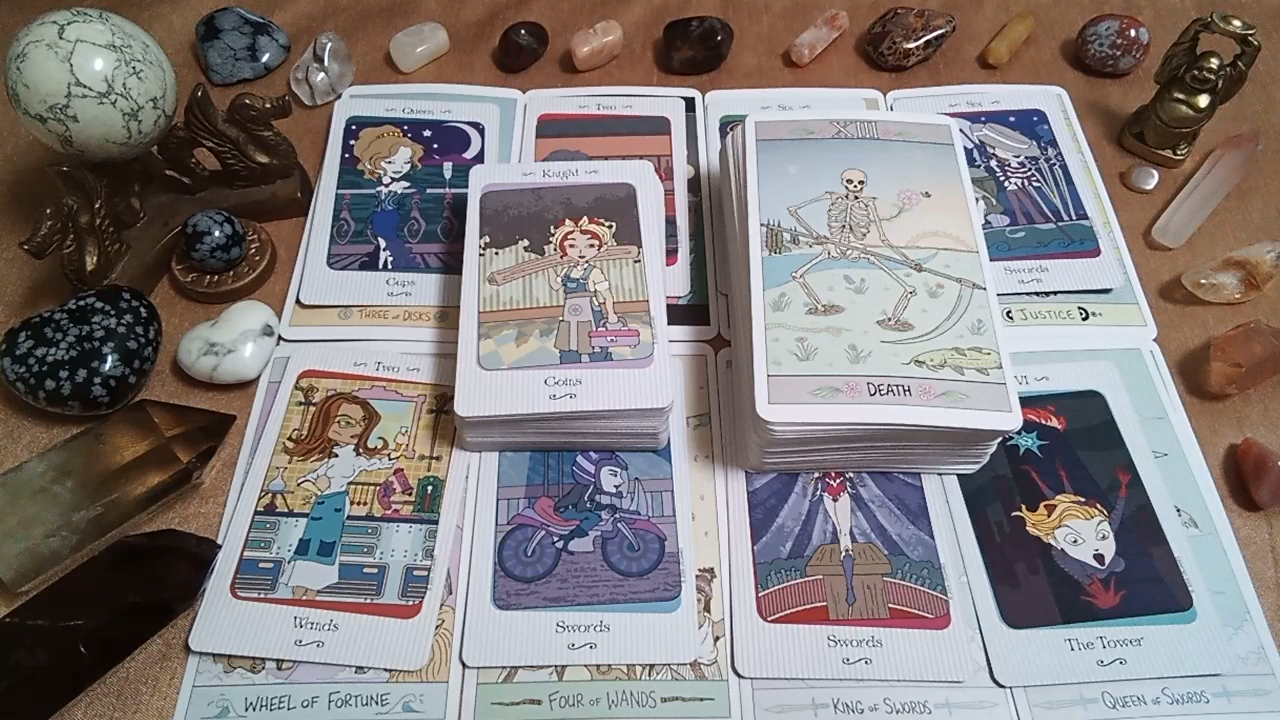 Queen
Two
Six
Six
XIII
Knight
Cups
Swords
THREE OF DISKS
JUSTICE
Coins
DEATH
Two
VI
Wands
Swords
Swords
The Tower
WHEEL OF FORTUNE
FOUR OF WANDS
KING OF SWORDS
QUEEN OF SWORDS